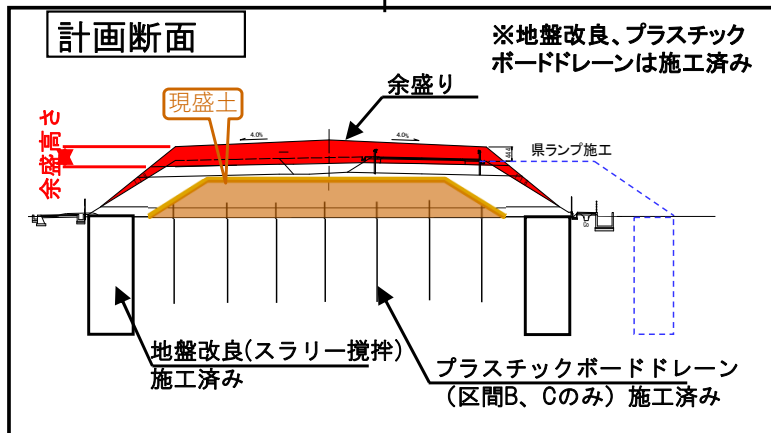 計画断面
※地盤改良、プラスチック
ボードドレーンは施工済み
余盛り
現盛土
余盛高さ
4.0%
4.0%
県ランプ施工
地盤改良(スラリー撹拌)
施工済み
プラスチックボードドレーン
（区間B、Cのみ）施工済み